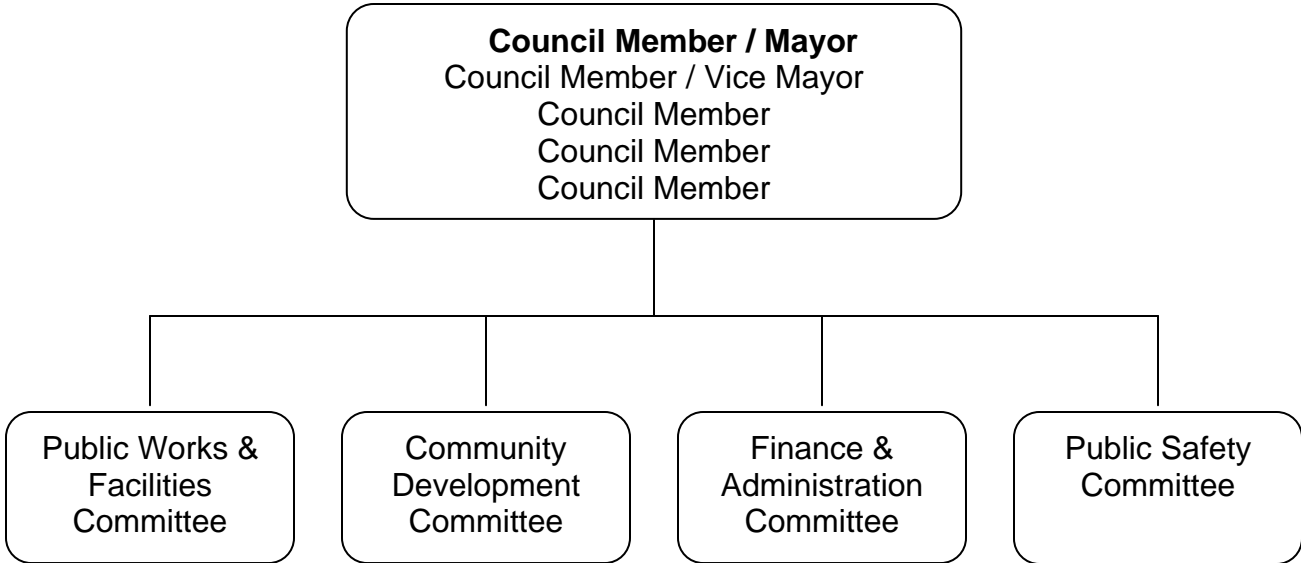 Council Member / Mayor
Council Member / Vice Mayor
Council Member
Council Member
Council Member
Public Works &
Facilities
Committee
Community
Development
Committee
Finance &
Administration
Committee
Public Safety
Committee